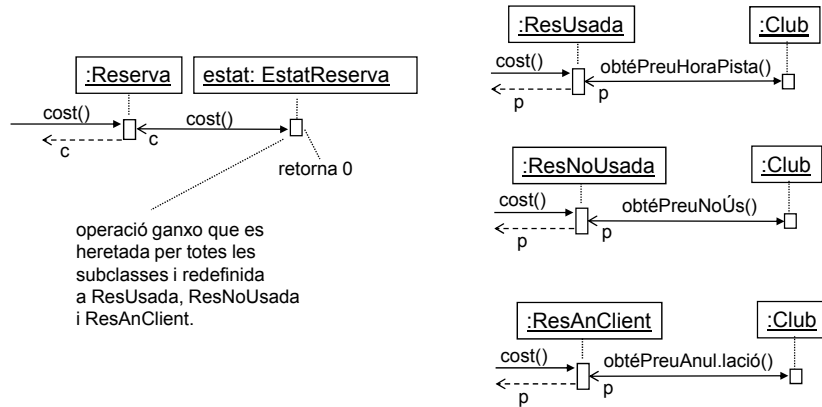 :Reserva
estat: EstatReserva
cost()
cost()
c
c
retorna 0
operació ganxo que es
heretada per totes les
subclasses i redefinida
a ResUsada, ResNoUsada
i ResAnClient.
:ResUsada
:Club
cost()
obtéPreuHoraPista()
p
p
:ResNoUsada
:Club
cost()
obtéPreuNoÚs()
p
p
:ResAnClient
:Club
cost()
obtéPreuAnul.lació()
p
p